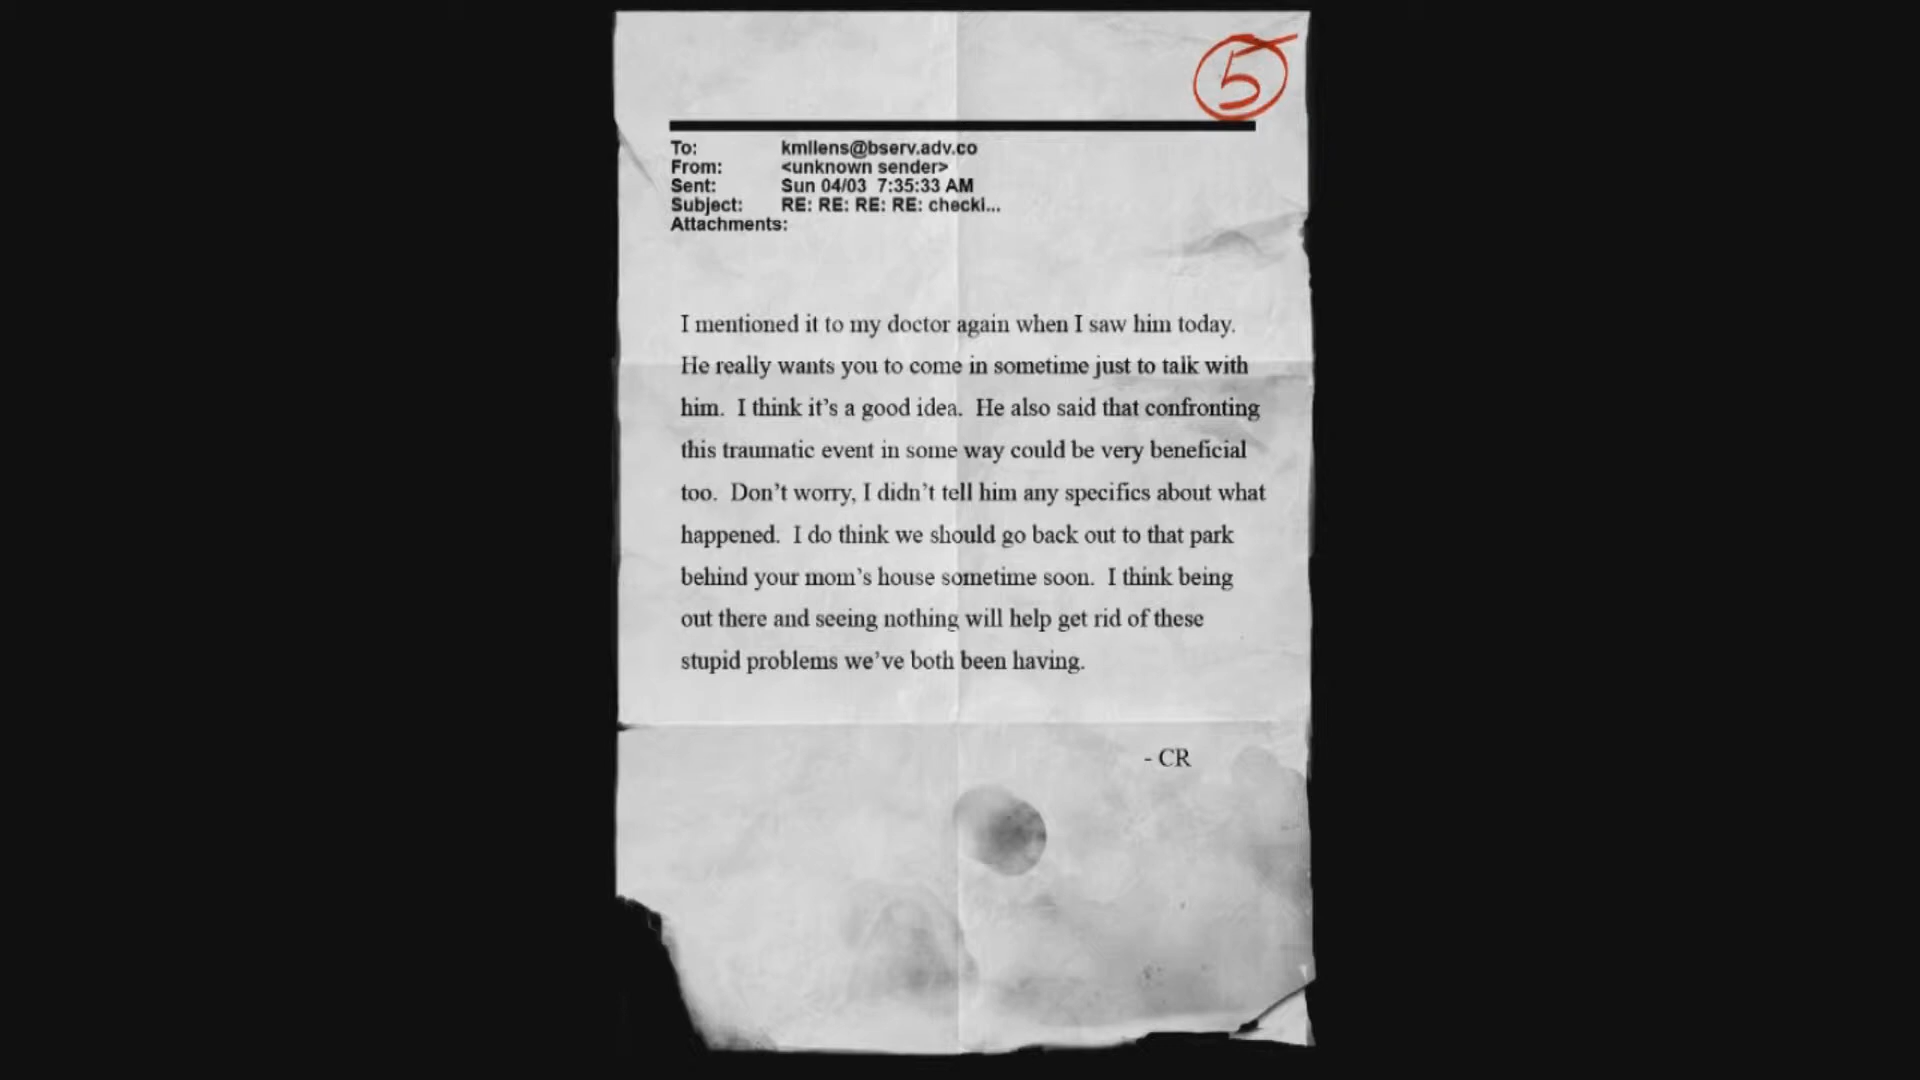 5
To: kmllens@bserv.adv.co
From: <unknown sender>
Sent: Sun 04/03 7:35:33 AM
Subject: RE: RE: RE: RE: checkl...
Attachments:
I mentioned it to my doctor again when I saw him today.
He really wants you to come in sometime just to talk with
him.  I think it’s a good idea.  He also said that confronting
this traumatic event in some way could be very beneficial
too.  Don’t worry, I didn’t tell him any specifics about what
happened.  I do think we should go back out to that park
behind your mom’s house sometime soon.  I think being
out there and seeing nothing will help get rid of these
stupid problems we’ve both been having.
- CR